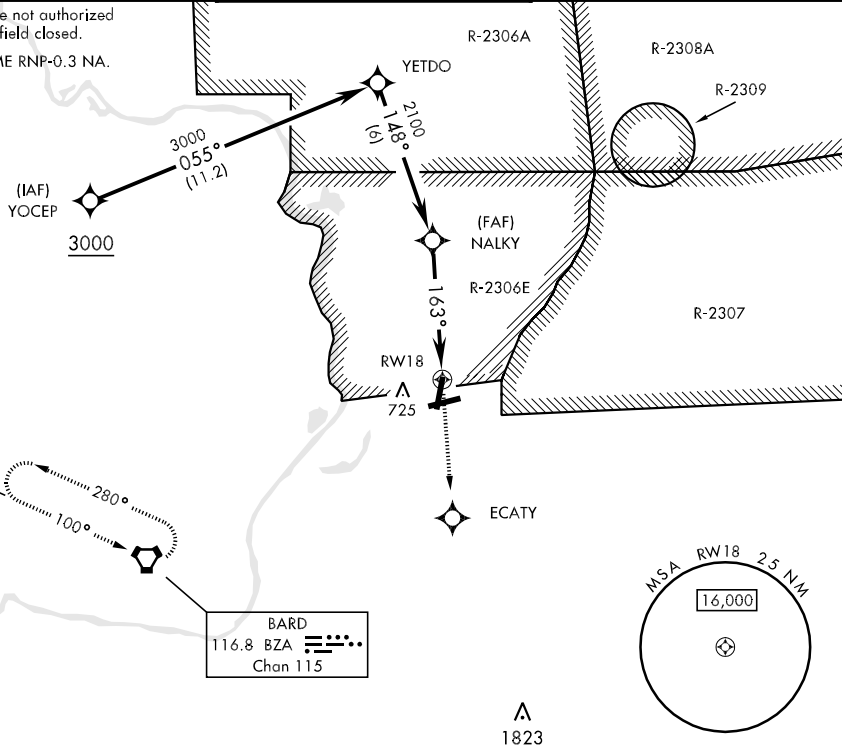 e not authorized
field closed.
ME RNP-0.3 NA.
R-2306A
R-2308A
R-2309
YETDO
2100
148°
(6)
3000
055°
(11.2)
(IAF)
YOCEP
3000
(FAF)
NALKY
163°
R-2306E
R-2307
RW18
725
ECATY
280°
100°
BARD
116.8 BZA
Chan 115
MSA RW18 25 NM
16,000
1823